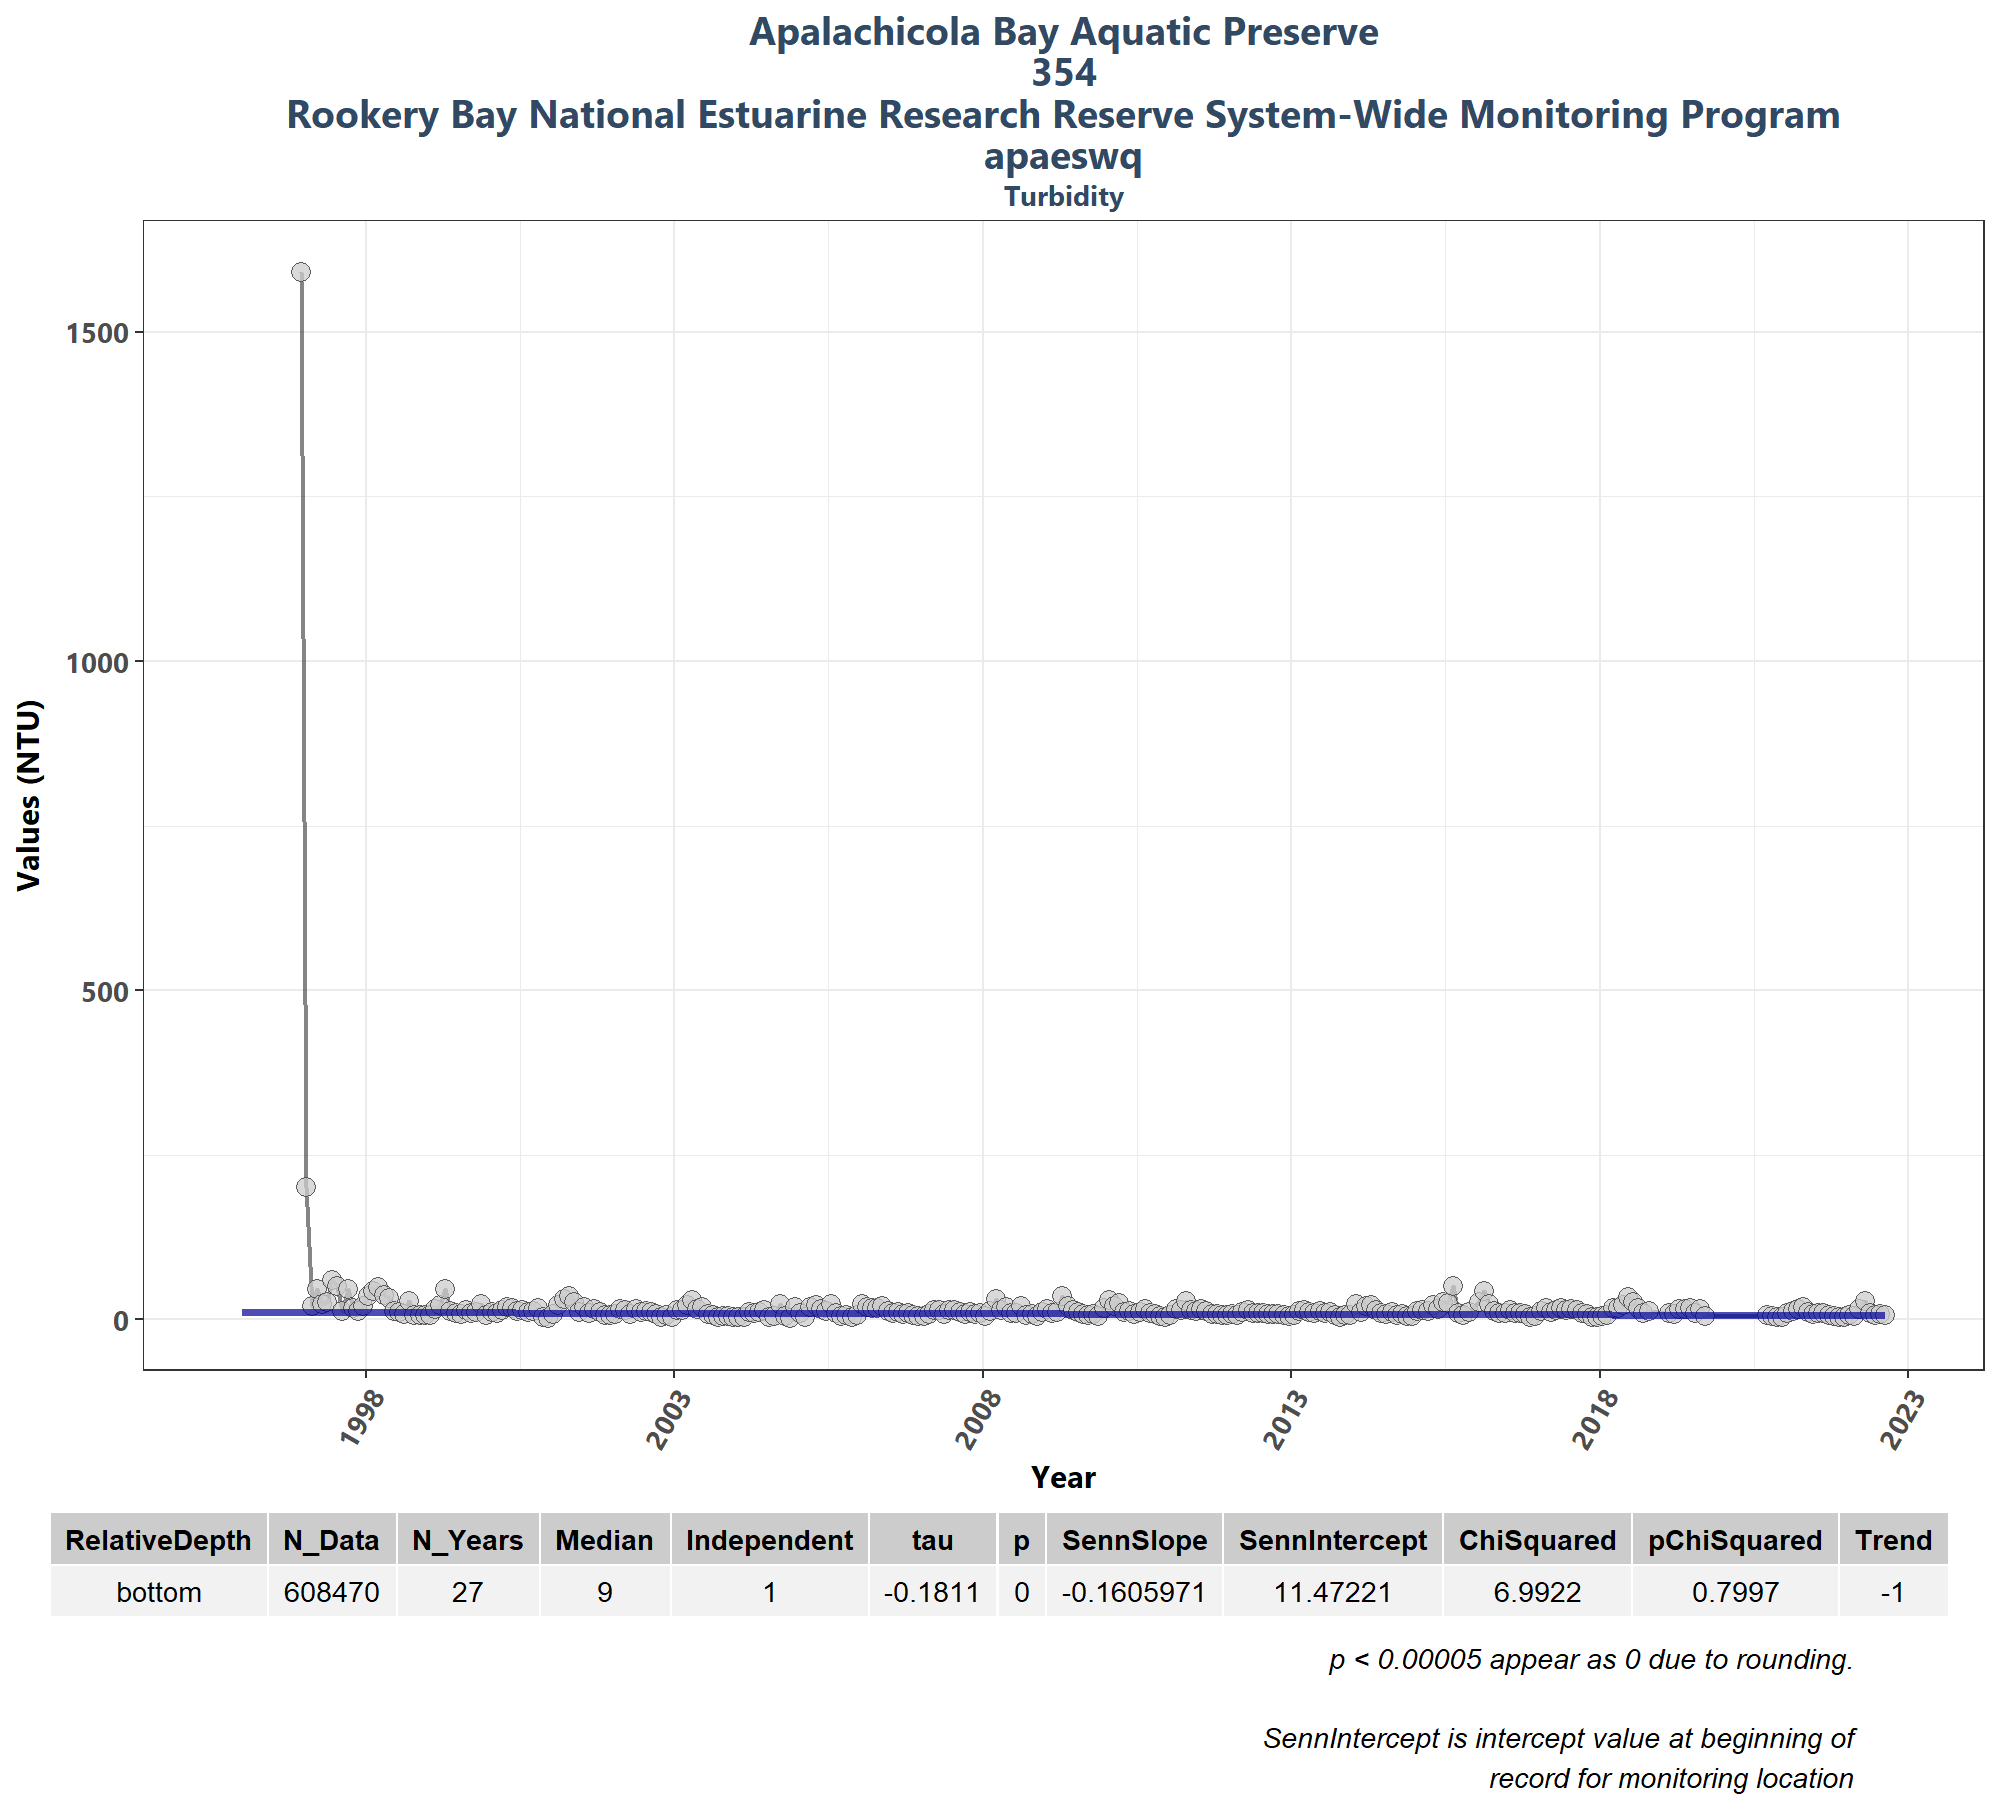 Apalachicola Bay Aquatic Preserve
354
Rookery Bay National Estuarine Research Reserve System-Wide Monitoring Program
apaeswq
Turbidity
Values (NTU)
1500
1000
500
0
1998
2003
2008
2013
2018
2023
Year
RelativeDepth N_Data N_Years Median Independent tau p SennSlope SennIntercept ChiSquared pChiSquared Trend
bottom 608470 27 9 1 -0.1811 0 -0.1605971 11.47221 6.9922 0.7997 -1
p < 0.00005 appear as 0 due to rounding.
SennIntercept is intercept value at beginning of
record for monitoring location